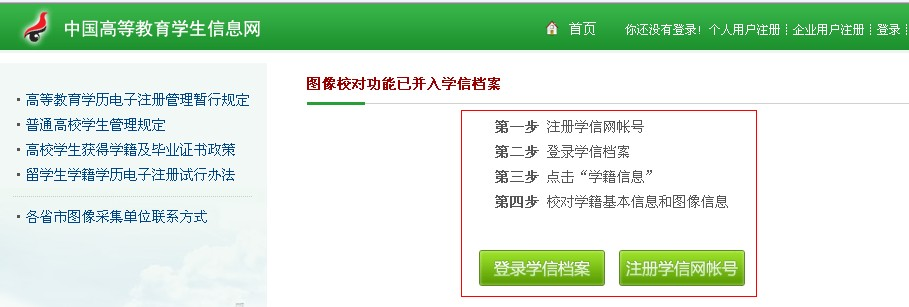 中国高等教育学生信息网
首页
你还没有登录！个人用户注册┊企业用户注册┊登录┊
高等教育学历电子注册管理暂行规定
普通高校学生管理规定
高校学生获得学籍及毕业证书政策
留学生学籍学历电子注册试行办法
各省市图像采集单位联系方式
图像校对功能已并入学信档案
第一步 注册学信网帐号
第二步 登录学信档案
第三步 点击“学籍信息”
第四步 校对学籍基本信息和图像信息
登录学信档案 注册学信网帐号